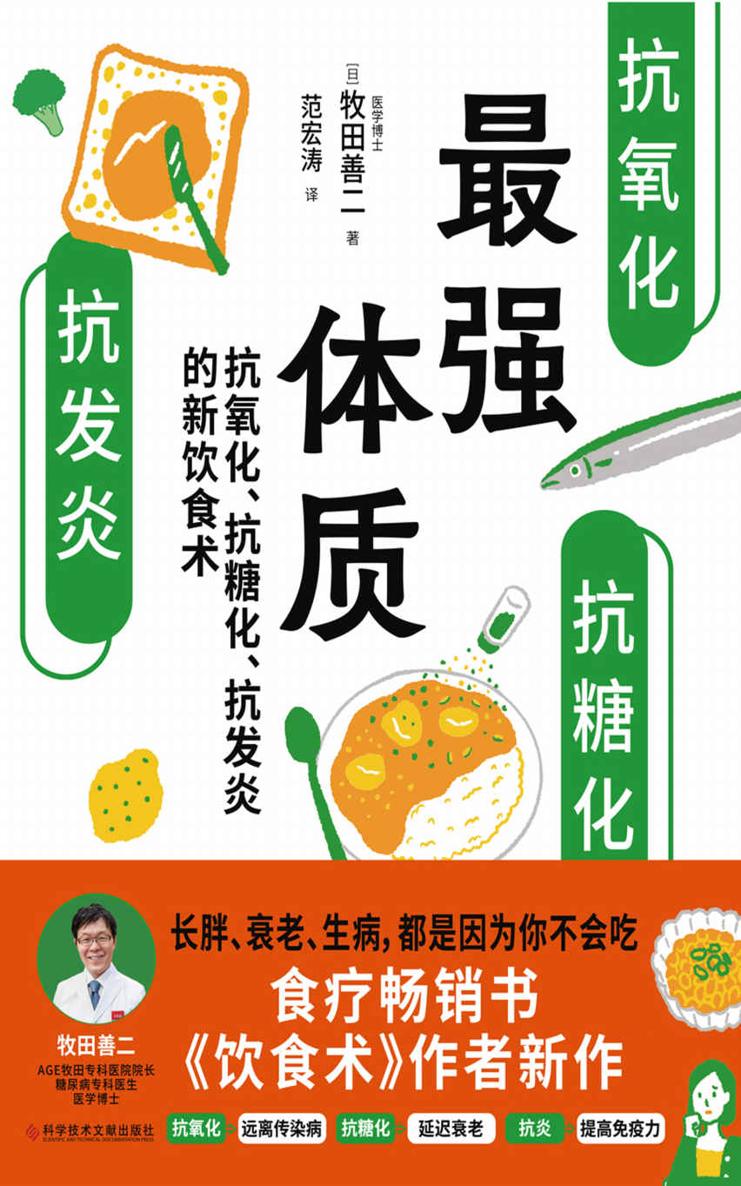 抗氧化
最强
体质
医学博士
[日]牧田善二 著
范宏涛 译
抗氧化、抗糖化、抗发炎
的新饮食术
抗发炎
抗糖化
长胖、衰老、生病,都是因为你不会吃
食疗畅销书
《饮食术》作者新作
牧田善二
AGE牧田专科医院院长
糖尿病专科医生
医学博士
科学技术文献出版社
SCIENTIFIC AND TECHNICAL DOCUMENTATION PRESS
抗氧化 远离传染病 抗糖化 延迟衰老 抗炎 提高免疫力